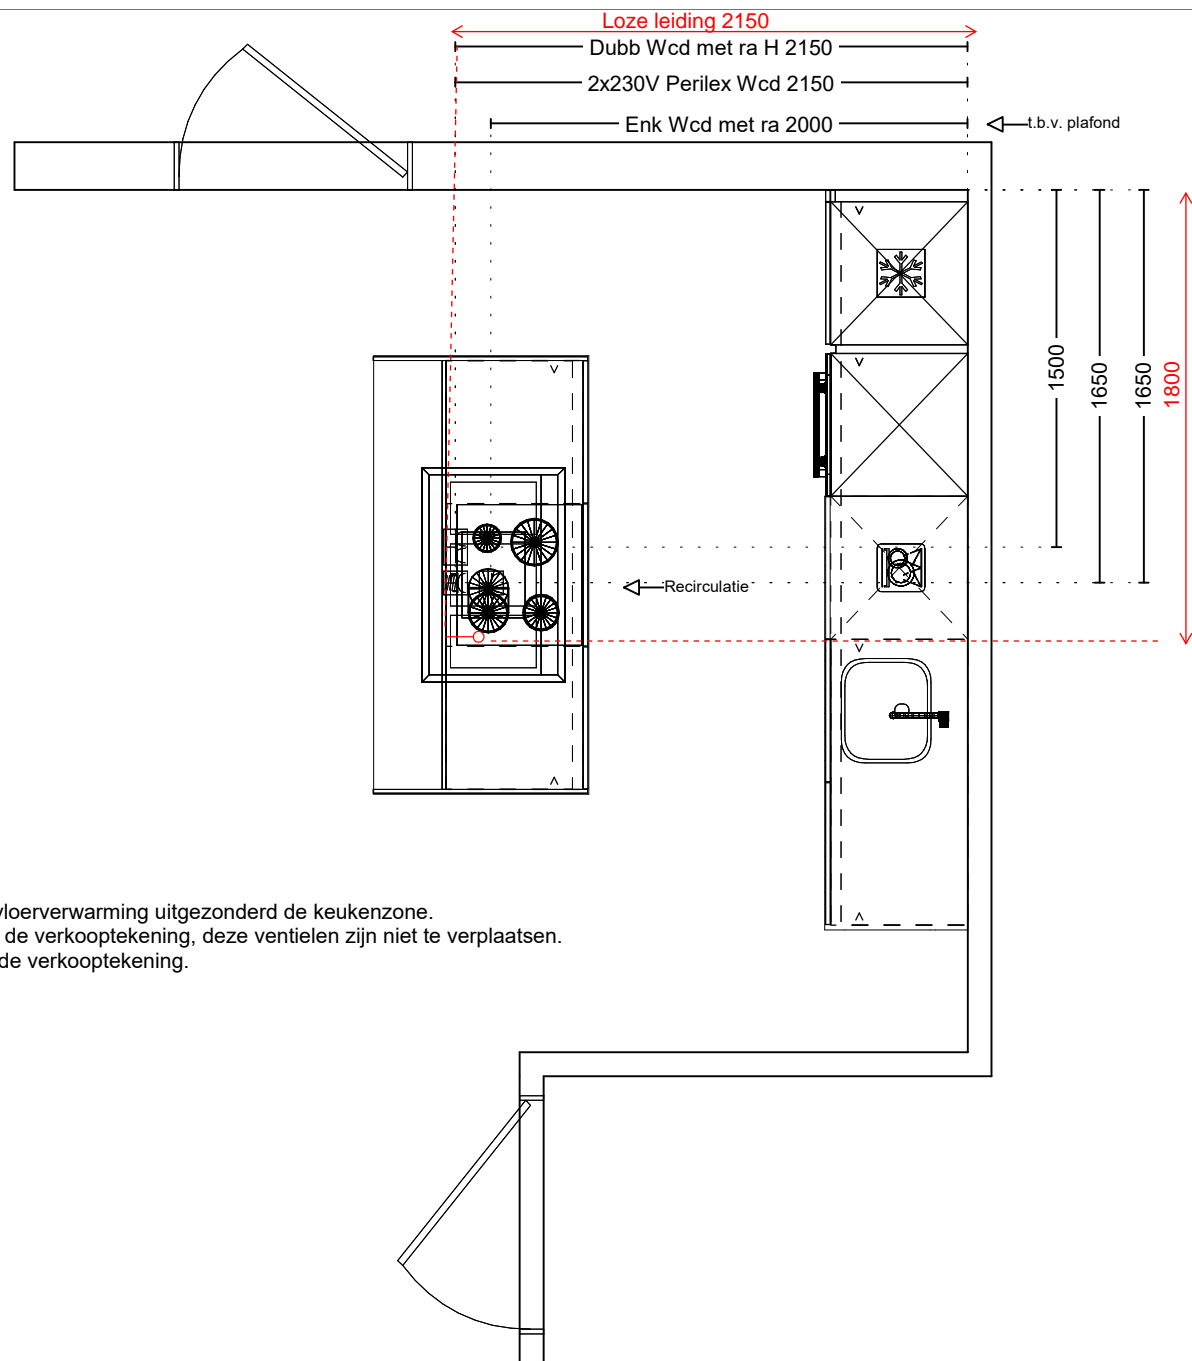 Loze leiding 2150
Dubb Wcd met ra H 2150
2x230V Perilex Wcd 2150
Enk Wcd met ra 2000
t.b.v. plafond
1500
1650
1650
1800
Recirculatie
vloerverwarming uitgezonderd de keukenzone.
de verkooptekening, deze ventielen zijn niet te verplaatsen.
de verkooptekening.